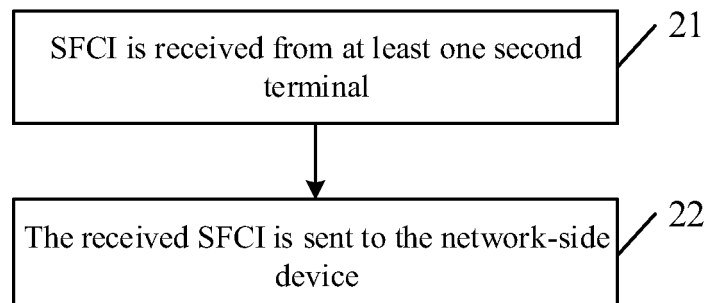 SFCI is received from at least one second
terminal
21
The received SFCI is sent to the network-side
device
22